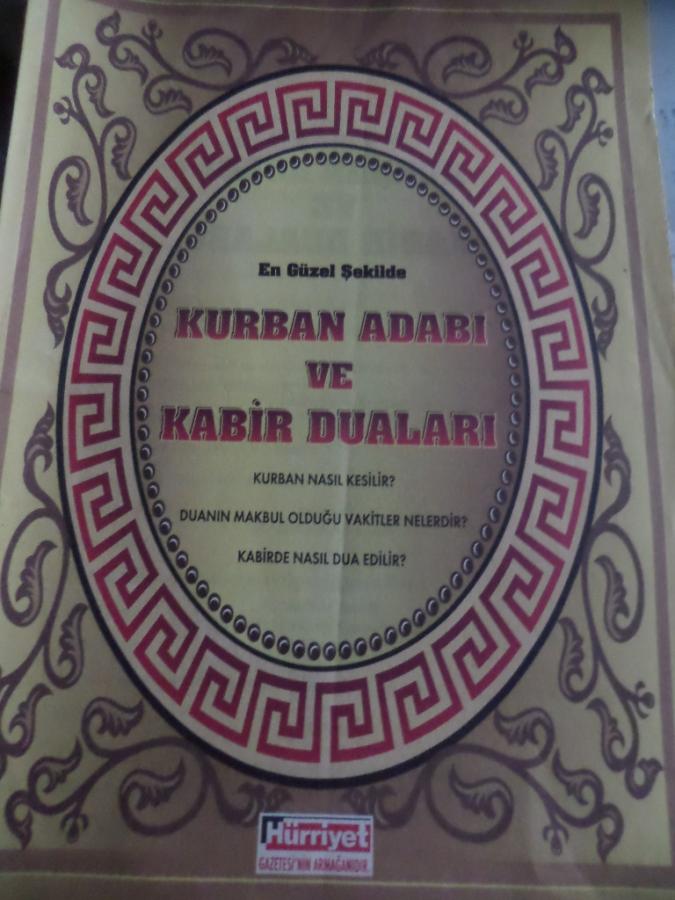 En Güzel Şekilde
KURBAN ADABI
VE
KABİR DUALARI
KURBAN NASIL KESİLİR?
DUANIN MAKBUL OLDUĞU VAKİTLER NELERDİR?
KABİRDE NASIL DUA EDİLİR?
Hürriyet
GAZETESİ'NİN ARMAĞANIDIR